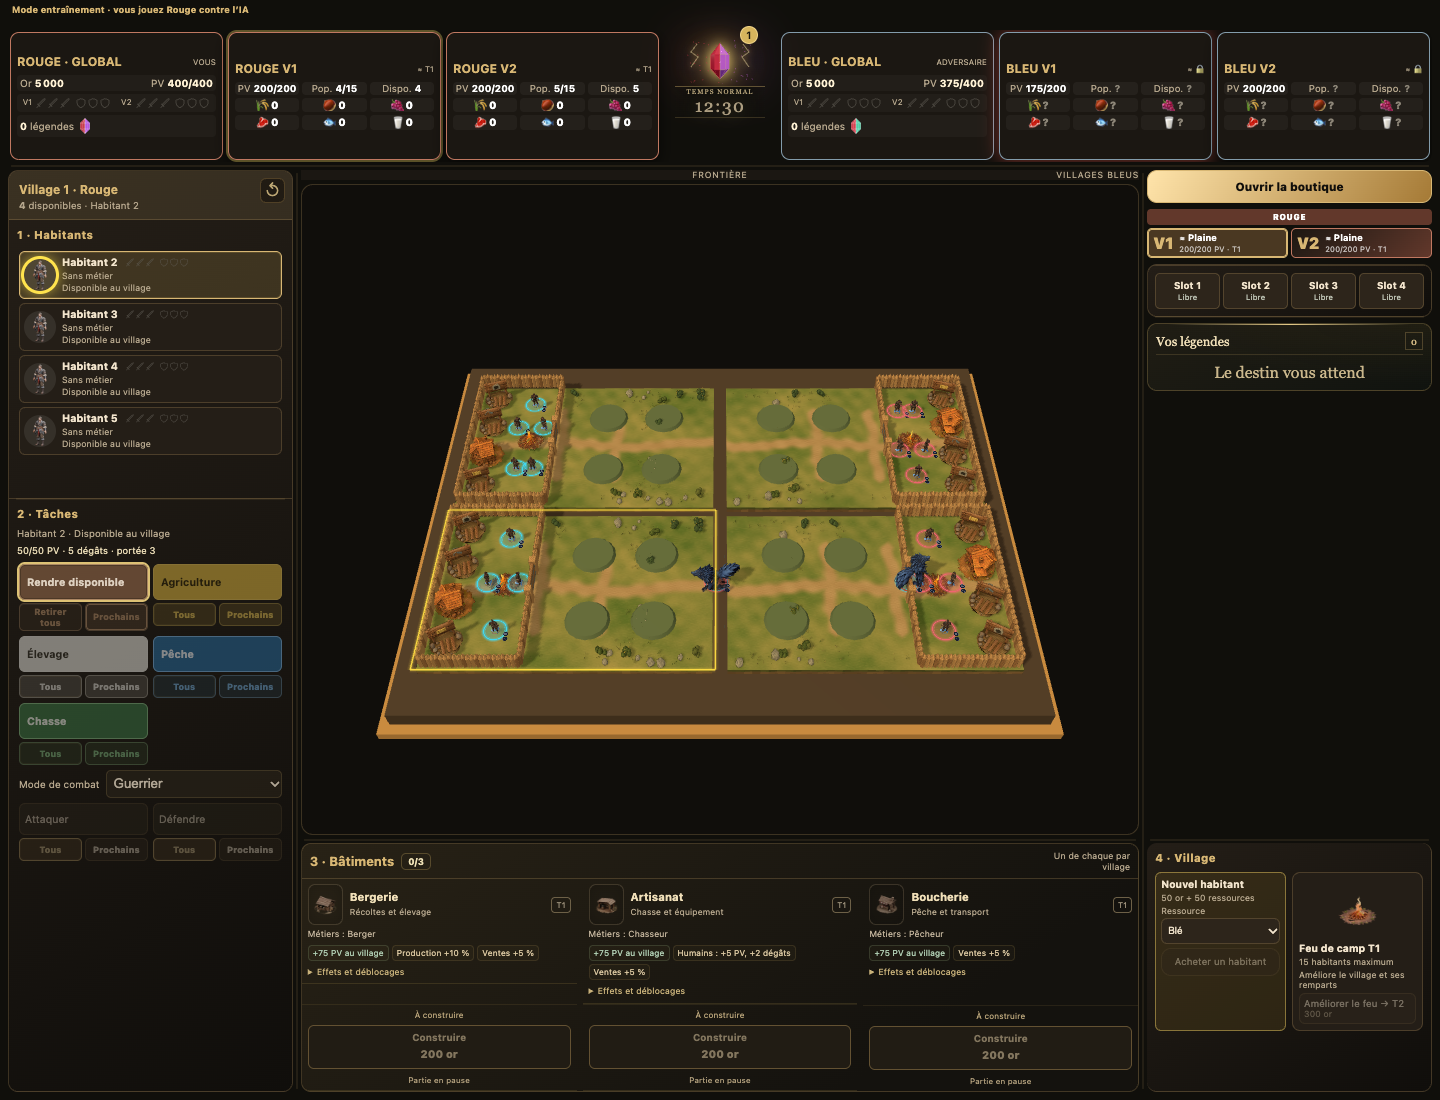 Mode entraînement · vous jouez Rouge contre l'IA
ROUGE · GLOBAL
VOUS
Or 5 000
PV 400/400
V1
V2
0 légendes
ROUGE V1
≈ T1
PV 200/200
Pop. 4/15
Dispo. 4
0
0
0
0
0
0
ROUGE V2
≈ T1
PV 200/200
Pop. 5/15
Dispo. 5
0
0
0
0
0
0
1
TEMPS NORMAL
12:30
BLEU · GLOBAL
ADVERSAIRE
Or 5 000
PV 375/400
V1
V2
0 légendes
BLEU V1
PV 175/200
Pop. ?
Dispo. ?
?
?
?
?
?
?
BLEU V2
PV 200/200
Pop. ?
Dispo. ?
?
?
?
?
?
?
Village 1 · Rouge
4 disponibles · Habitant 2
1 · Habitants
Habitant 2
Sans métier
Disponible au village
Habitant 3
Sans métier
Disponible au village
Habitant 4
Sans métier
Disponible au village
Habitant 5
Sans métier
Disponible au village
2 · Tâches
Habitant 2 · Disponible au village
50/50 PV · 5 dégâts · portée 3
Rendre disponible
Agriculture
Retirer tous
Prochains
Tous
Prochains
Élevage
Pêche
Tous
Prochains
Tous
Prochains
Chasse
Tous
Prochains
Mode de combat
Guerrier
Attaquer
Défendre
Tous
Prochains
Tous
Prochains
FRONTIÈRE
VILLAGES BLEUS
3 · Bâtiments
0/3
Un de chaque par village
Bergerie
Récoltes et élevage
T1
Métiers : Berger
+75 PV au village
Production +10 %
Ventes +5 %
▸ Effets et déblocages
À construire
Construire
200 or
Partie en pause
Artisanat
Chasse et équipement
T1
Métiers : Chasseur
+75 PV au village
Humains : +5 PV, +2 dégâts
Ventes +5 %
▸ Effets et déblocages
À construire
Construire
200 or
Partie en pause
Boucherie
Pêche et transport
T1
Métiers : Pêcheur
+75 PV au village
Ventes +5 %
▸ Effets et déblocages
À construire
Construire
200 or
Partie en pause
Ouvrir la boutique
ROUGE
V1
≈ Plaine
200/200 PV · T1
V2
≈ Plaine
200/200 PV · T1
Slot 1
Libre
Slot 2
Libre
Slot 3
Libre
Slot 4
Libre
Vos légendes
0
Le destin vous attend
4 · Village
Nouvel habitant
50 or + 50 ressources
Ressource
Blé
Acheter un habitant
Feu de camp T1
15 habitants maximum
Améliore le village et ses remparts
Améliorer le feu → T2
300 or